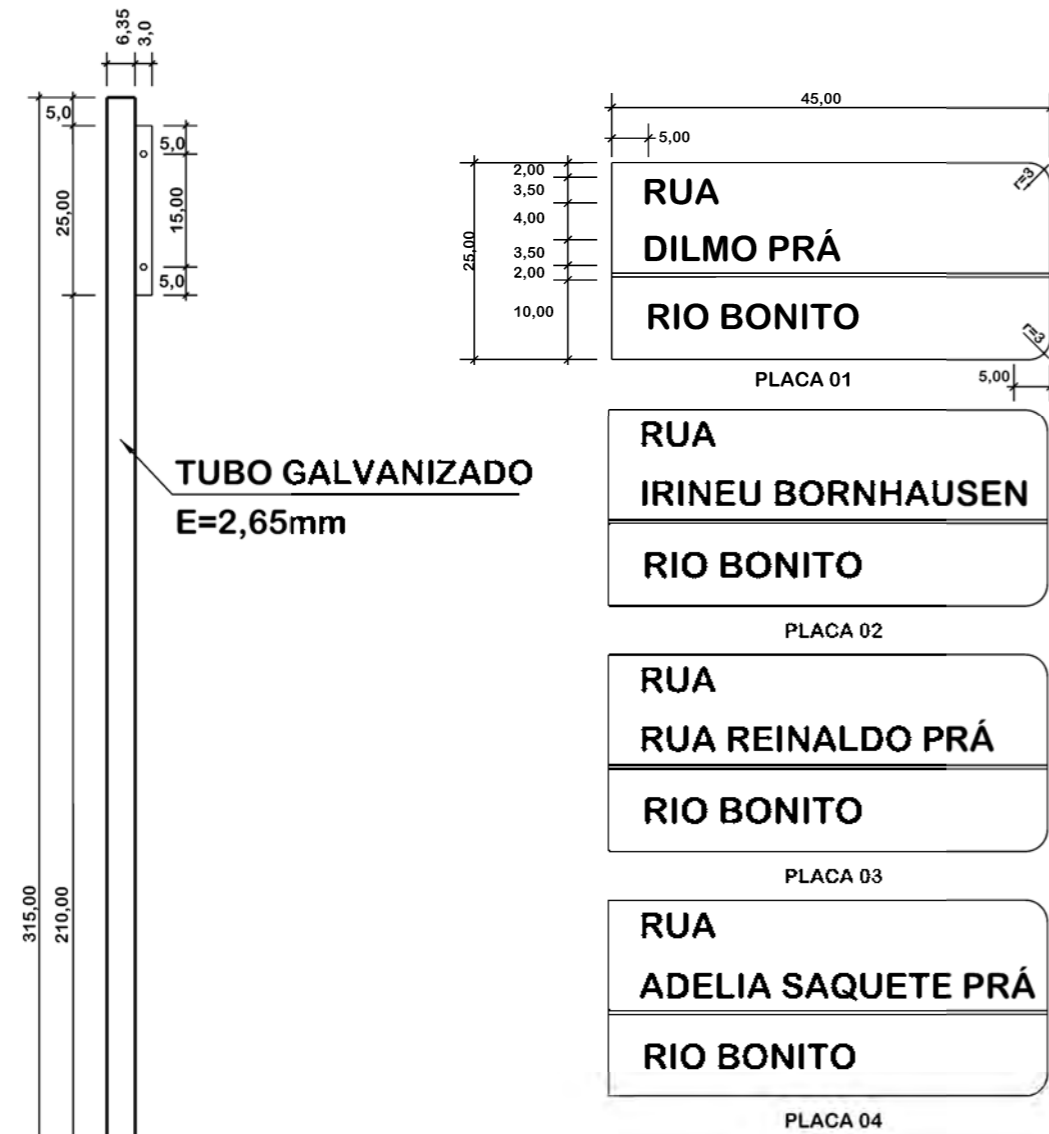 6,35
3,0
5,0
25,00
5,0
15,00
5,0
315,00
210,00
TUBO GALVANIZADO
E=2,65mm
45,00
5,00
2,00
3,50
4,00
3,50
2,00
10,00
25,00
r=3
RUA
DILMO PRÁ
RIO BONITO
r=3
PLACA 01
5,00
RUA
IRINEU BORNHAUSEN
RIO BONITO
PLACA 02
RUA
RUA REINALDO PRÁ
RIO BONITO
PLACA 03
RUA
ADELIA SAQUETE PRÁ
RIO BONITO
PLACA 04